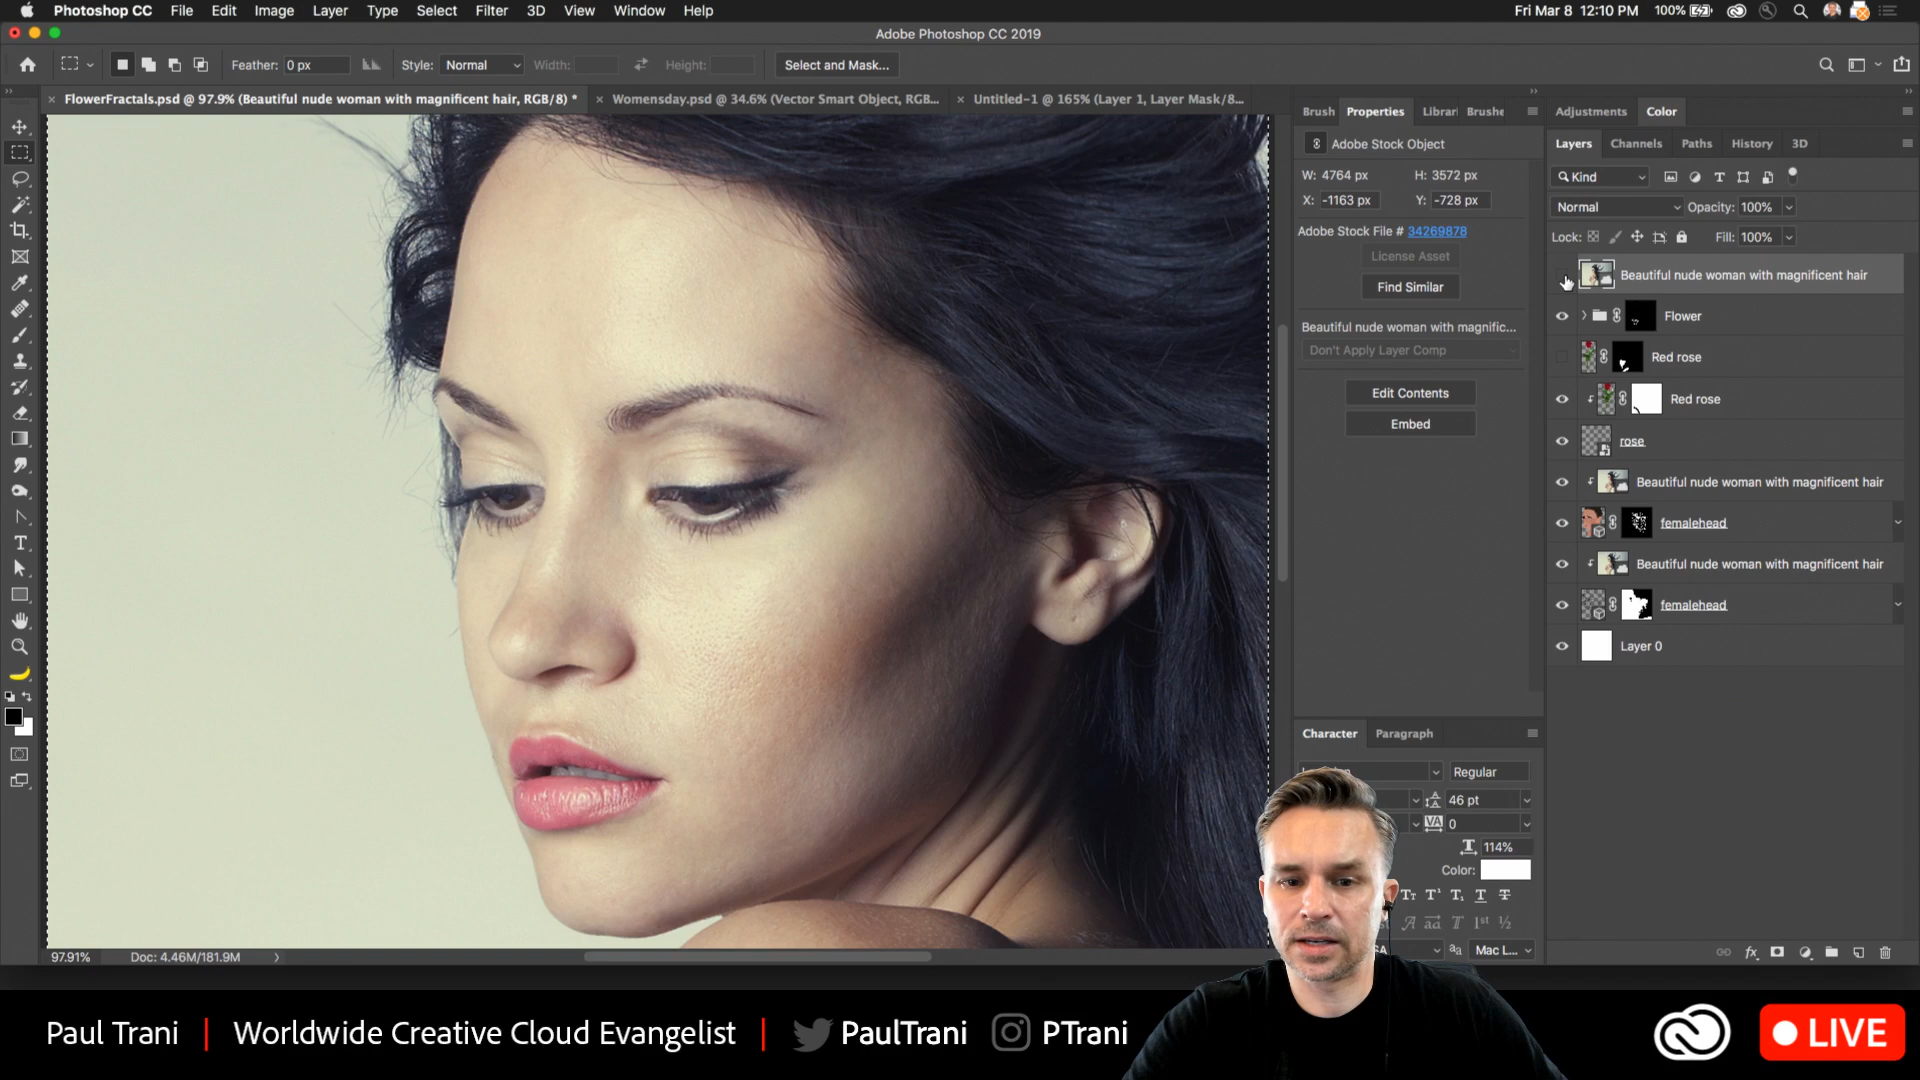 Photoshop CC File Edit Image Layer Type Select Filter 3D View Window Help
100% Fri Mar 8 12:10 PM
Adobe Photoshop CC 2019
Feather: 0 px Style: Normal Width: Height: Select and Mask...
FlowerFractals.psd @ 97.9% (Beautiful nude woman with magnificent hair, RGB/8) *
Womensday.psd @ 34.6% (Vector Smart Object, RGB...
Untitled-1 @ 165% (Layer 1, Layer Mask/8...
Brush Properties Librar Brushe
Adobe Stock Object
W: 4764 px H: 3572 px
X: -1163 px Y: -728 px
Adobe Stock File # 34269878
License Asset
Find Similar
Beautiful nude woman with magnific...
Don't Apply Layer Comp
Edit Contents
Embed
Adjustments Color
Layers Channels Paths History 3D
Kind
Normal Opacity: 100%
Lock: Fill: 100%
Beautiful nude woman with magnificent hair
Flower
Red rose
Red rose
rose
Beautiful nude woman with magnificent hair
femalehead
Beautiful nude woman with magnificent hair
femalehead
Layer 0
Character Paragraph
Regular
46 pt
0
114%
Color:
Mac L...
97.91% Doc: 4.46M/181.9M
Paul Trani | Worldwide Creative Cloud Evangelist | PaulTrani PTrani
LIVE